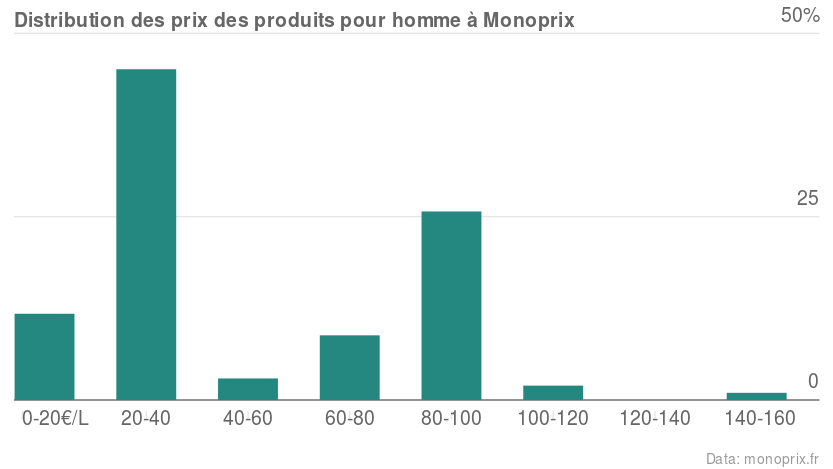 Distribution des prix des produits pour homme à Monoprix
50%
25
0
0-20€/L 20-40 40-60 60-80 80-100 100-120 120-140 140-160
Data: monoprix.fr